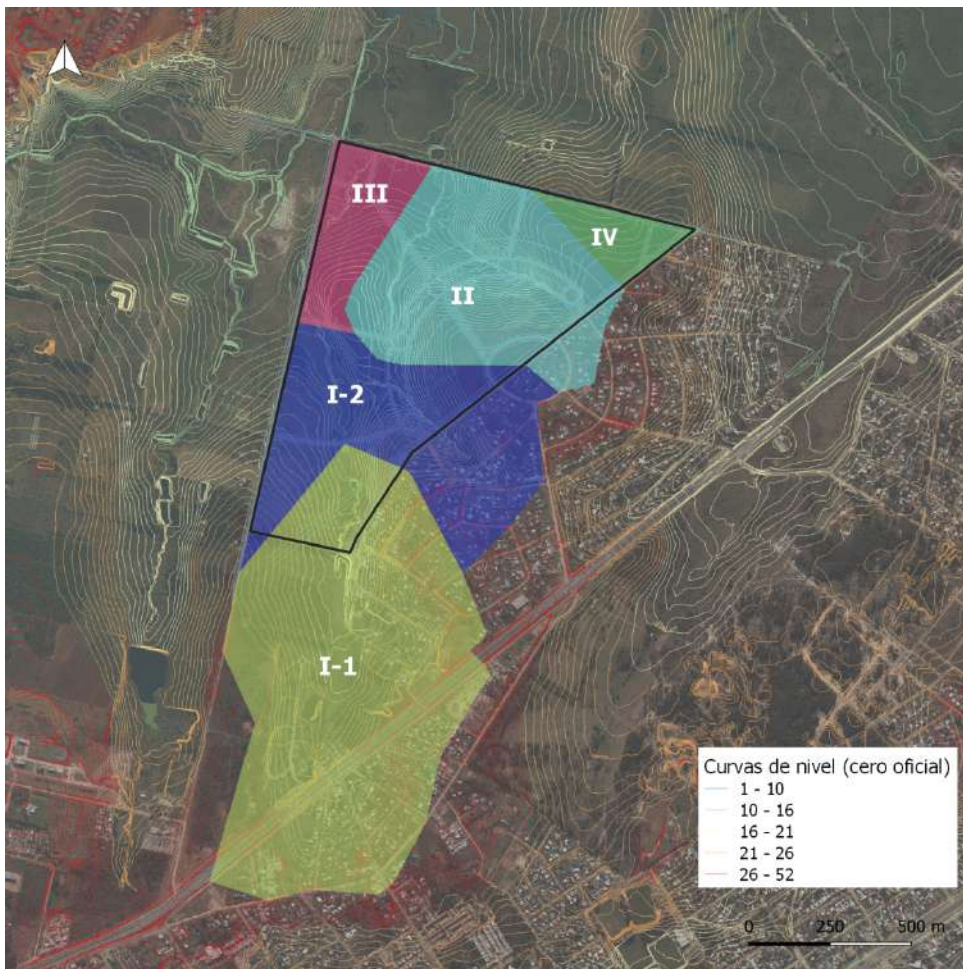 III
IV
II
I-2
I-1
Curvas de nivel (cero oficial)
1 - 10
10 - 16
16 - 21
21 - 26
26 - 52
0 250 500 m